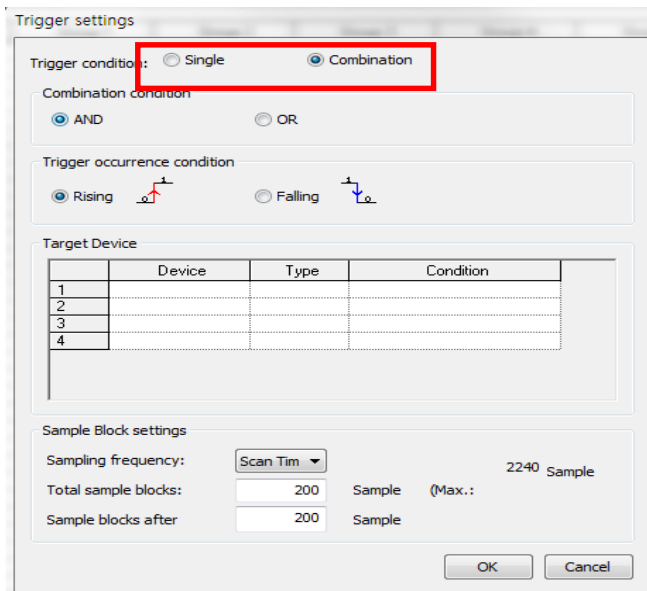 Trigger settings
Trigger condition: Single Combination
Combination condition
AND OR
Trigger occurrence condition
Rising 0 1 Falling 1 0
Target Device
Device Type Condition
1
2
3
4
Sample Block settings
Sampling frequency: Scan Tim 2240 Sample
Total sample blocks: 200 Sample (Max.:
Sample blocks after 200 Sample
OK Cancel